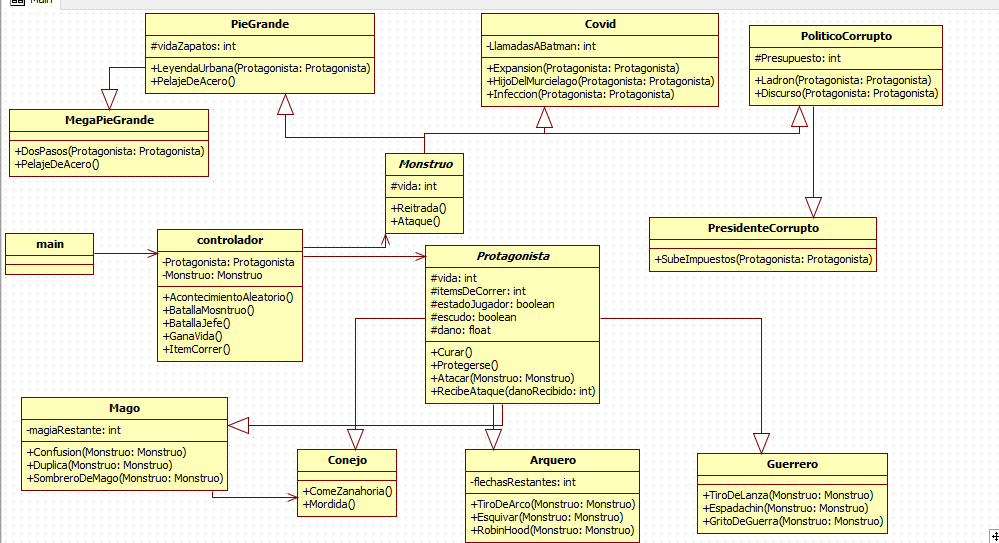 Main
PieGrande
#vidaZapatos: int
+LeyendaUrbana(Protagonista: Protagonista)
+PelajeDeAcero()
Covid
-LlamadasABatman: int
+Expansion(Protagonista: Protagonista)
+HijoDelMurcielago(Protagonista: Protagonista)
+Infeccion(Protagonista: Protagonista)
PoliticoCorrupto
#Presupuesto: int
+Ladron(Protagonista: Protagonista)
+Discurso(Protagonista: Protagonista)
MegaPieGrande
+DosPasos(Protagonista: Protagonista)
+PelajeDeAcero()
Monstruo
#vida: int
+Reitrada()
+Ataque()
PresidenteCorrupto
+SubeImpuestos(Protagonista: Protagonista)
main
controlador
-Protagonista: Protagonista
-Monstruo: Monstruo
+AcontecimientoAleatorio()
+BatallaMosntruo()
+BatallaJefe()
+GanaVida()
+ItemCorrer()
Protagonista
#vida: int
#itemsDeCorrer: int
#estadoJugador: boolean
#escudo: boolean
#dano: float
+Curar()
+Protegerse()
+Atacar(Monstruo: Monstruo)
+RecibeAtaque(danoRecibido: int)
Mago
-magiaRestante: int
+Confusion(Monstruo: Monstruo)
+Duplica(Monstruo: Monstruo)
+SombreroDeMago(Monstruo: Monstruo)
Conejo
+ComeZanahoria()
+Mordida()
Arquero
-flechasRestantes: int
+TiroDeArco(Monstruo: Monstruo)
+Esquivar(Monstruo: Monstruo)
+RobinHood(Monstruo: Monstruo)
Guerrero
+TiroDeLanza(Monstruo: Monstruo)
+Espadachin(Monstruo: Monstruo)
+GritoDeGuerra(Monstruo: Monstruo)